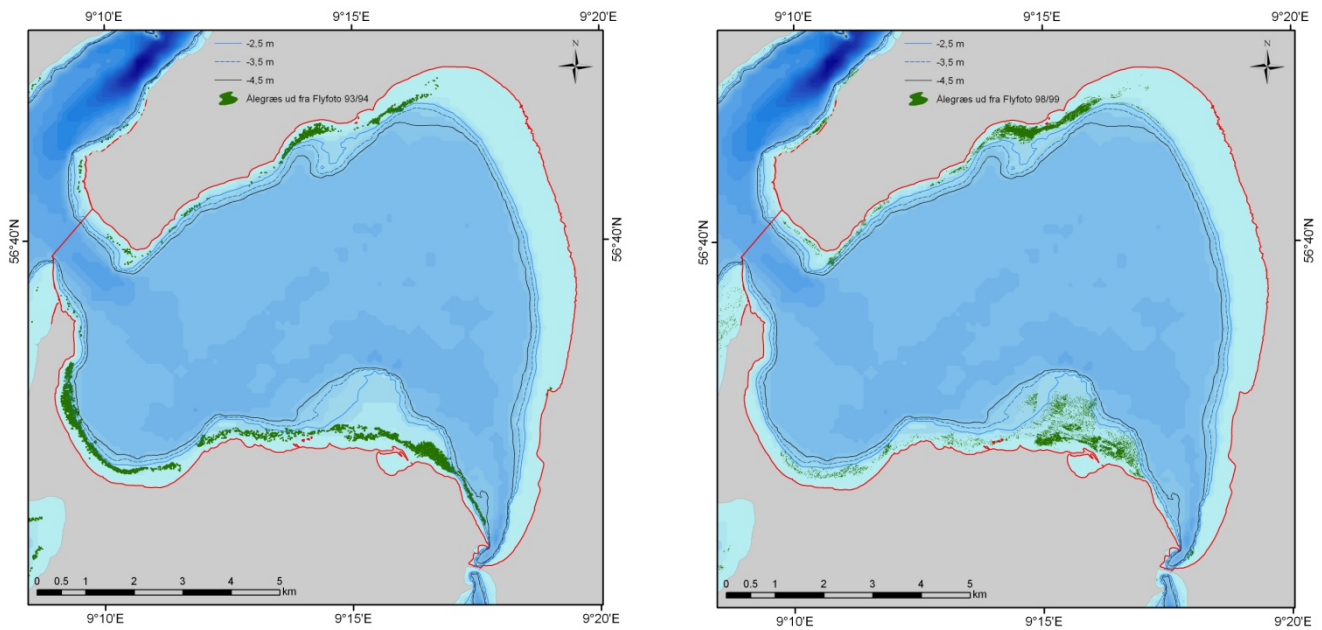 9°10'E 9°15'E 9°20'E
-2,5 m
-3,5 m
-4,5 m
Ålegræs ud fra Flyfoto 93/94
N
56°40'N 56°40'N
0 0.5 1 2 3 4 5
km
9°10'E 9°15'E 9°20'E
9°10'E 9°15'E 9°20'E
-2,5 m
-3,5 m
-4,5 m
Ålegræs ud fra Flyfoto 98/99
N
56°40'N 56°40'N
0 0.5 1 2 3 4 5
km
9°10'E 9°15'E 9°20'E